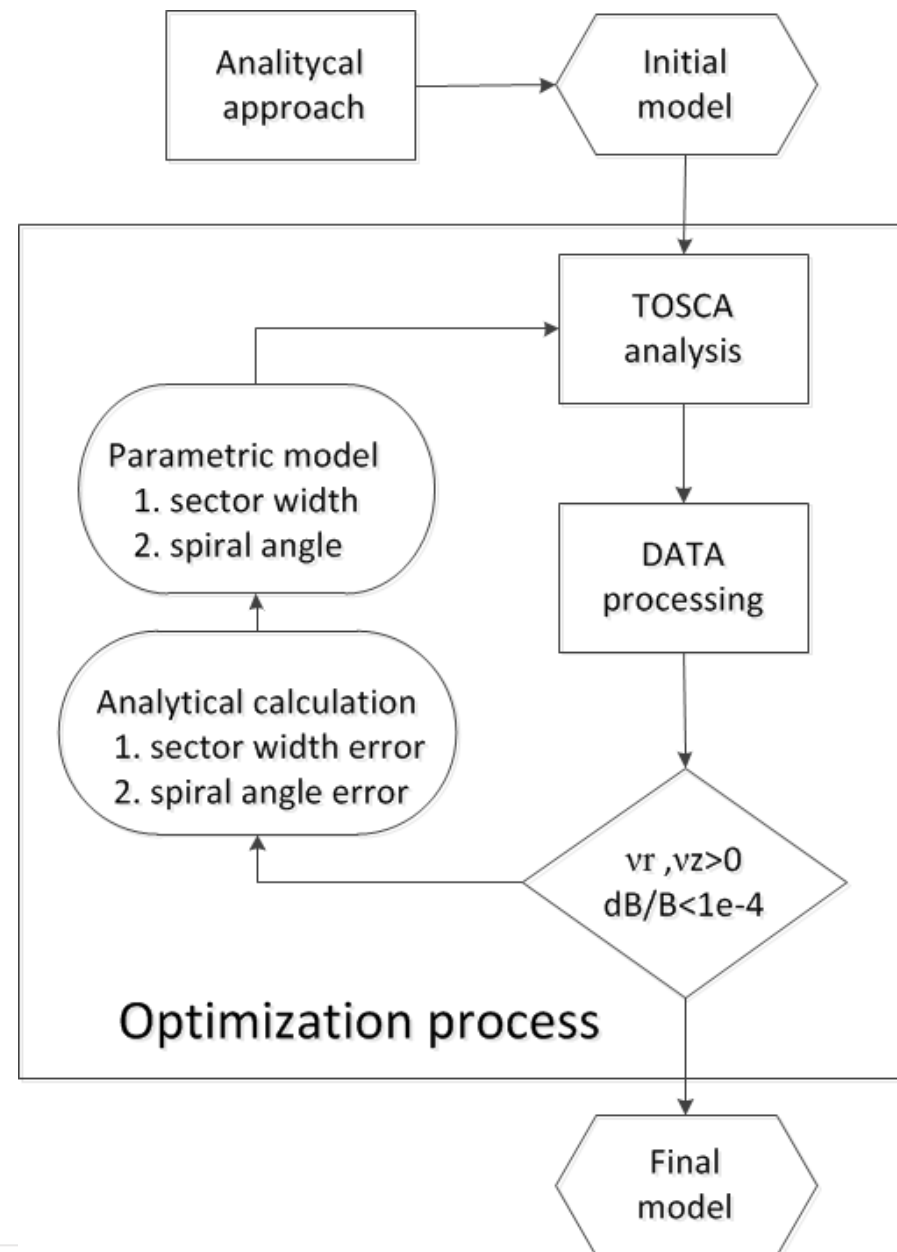 Analitycal
approach
Initial
model
TOSCA
analysis
Parametric model
1. sector width
2. spiral angle
DATA
processing
Analytical calculation
1. sector width error
2. spiral angle error
νr ,νz>0
dB/B<1e-4
Optimization process
Final
model